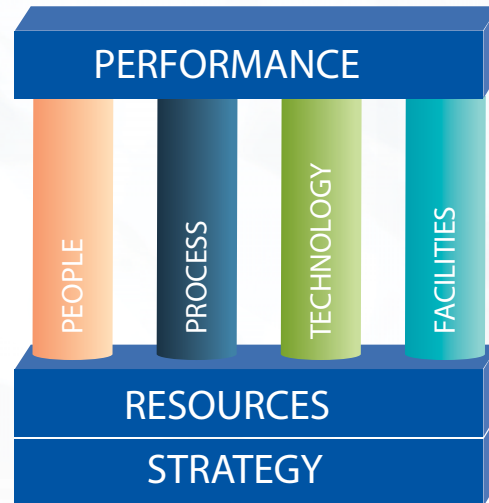 PERFORMANCE
PEOPLE
PROCESS
TECHNOLOGY
FACILITIES
RESOURCES
STRATEGY